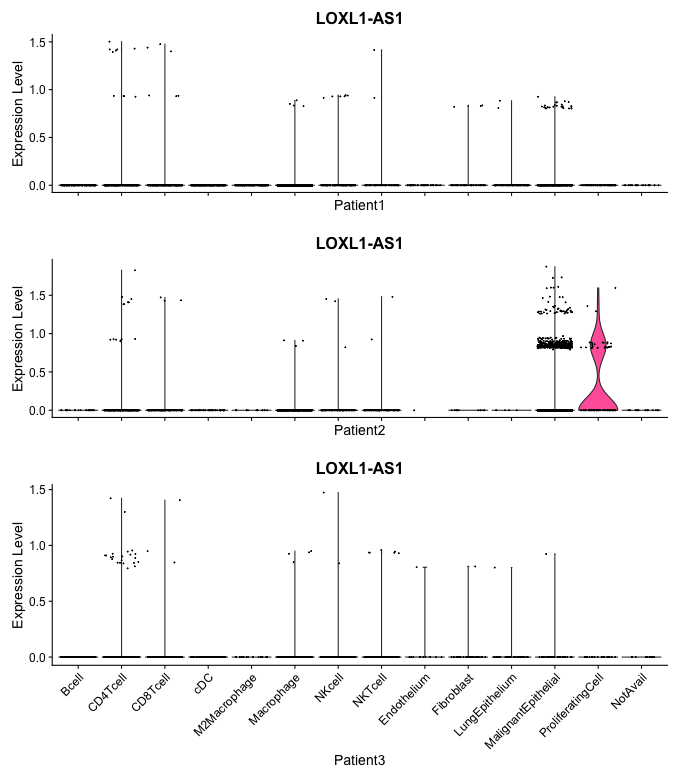 LOXL1-AS1
Expression Level
1.5
1.0
0.5
0.0
Patient1
LOXL1-AS1
Expression Level
1.5
1.0
0.5
0.0
Patient2
LOXL1-AS1
Expression Level
1.5
1.0
0.5
0.0
Bcell
CD4Tcell
CD8Tcell
cDC
M2Macrophage
Macrophage
NKcell
NKTcell
Endothelium
Fibroblast
LungEpithelium
MalignantEpithelial
ProliferatingCell
NotAvail
Patient3